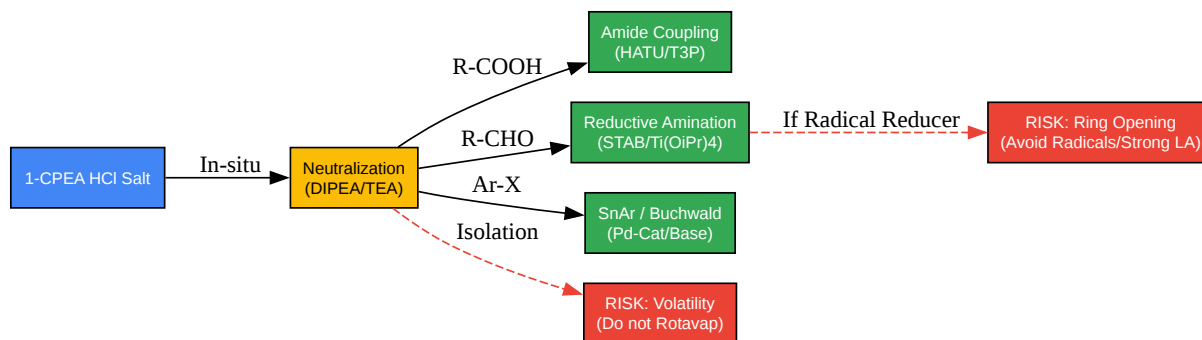 1-CPEA HCl Salt
In-situ
Neutralization
(DIPEA/TEA)
R-COOH
Amide Coupling
(HATU/T3P)
R-CHO
Reductive Amination
(STAB/Ti(OiPr)4)
If Radical Reducer
RISK: Ring Opening
(Avoid Radicals/Strong LA)
Ar-X
SnAr / Buchwald
(Pd-Cat/Base)
Isolation
RISK: Volatility
(Do not Rotavap)